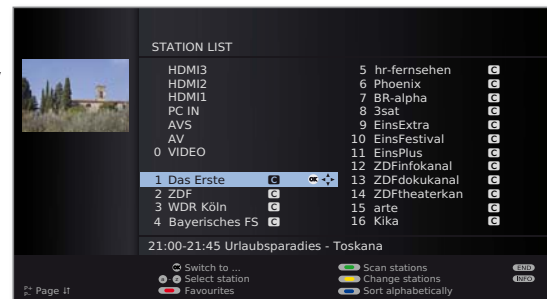 STATION LIST
HDMI3
HDMI2
HDMI1
PC IN
AVS
AV
0 VIDEO
1 Das Erste C OK
2 ZDF C
3 WDR Köln C
4 Bayerisches FS C
5 hr-fernsehen C
6 Phoenix C
7 BR-alpha C
8 3sat C
9 EinsExtra C
10 EinsFestival C
11 EinsPlus C
12 ZDFinfokanal C
13 ZDFdokukanal C
14 ZDFtheaterkan C
15 arte C
16 Kika C
21:00-21:45 Urlaubsparadies - Toskana
P+ P- Page
OK Switch to ...
0-9 Select station
Favourites
Scan stations
Change stations
Sort alphabetically
END
INFO